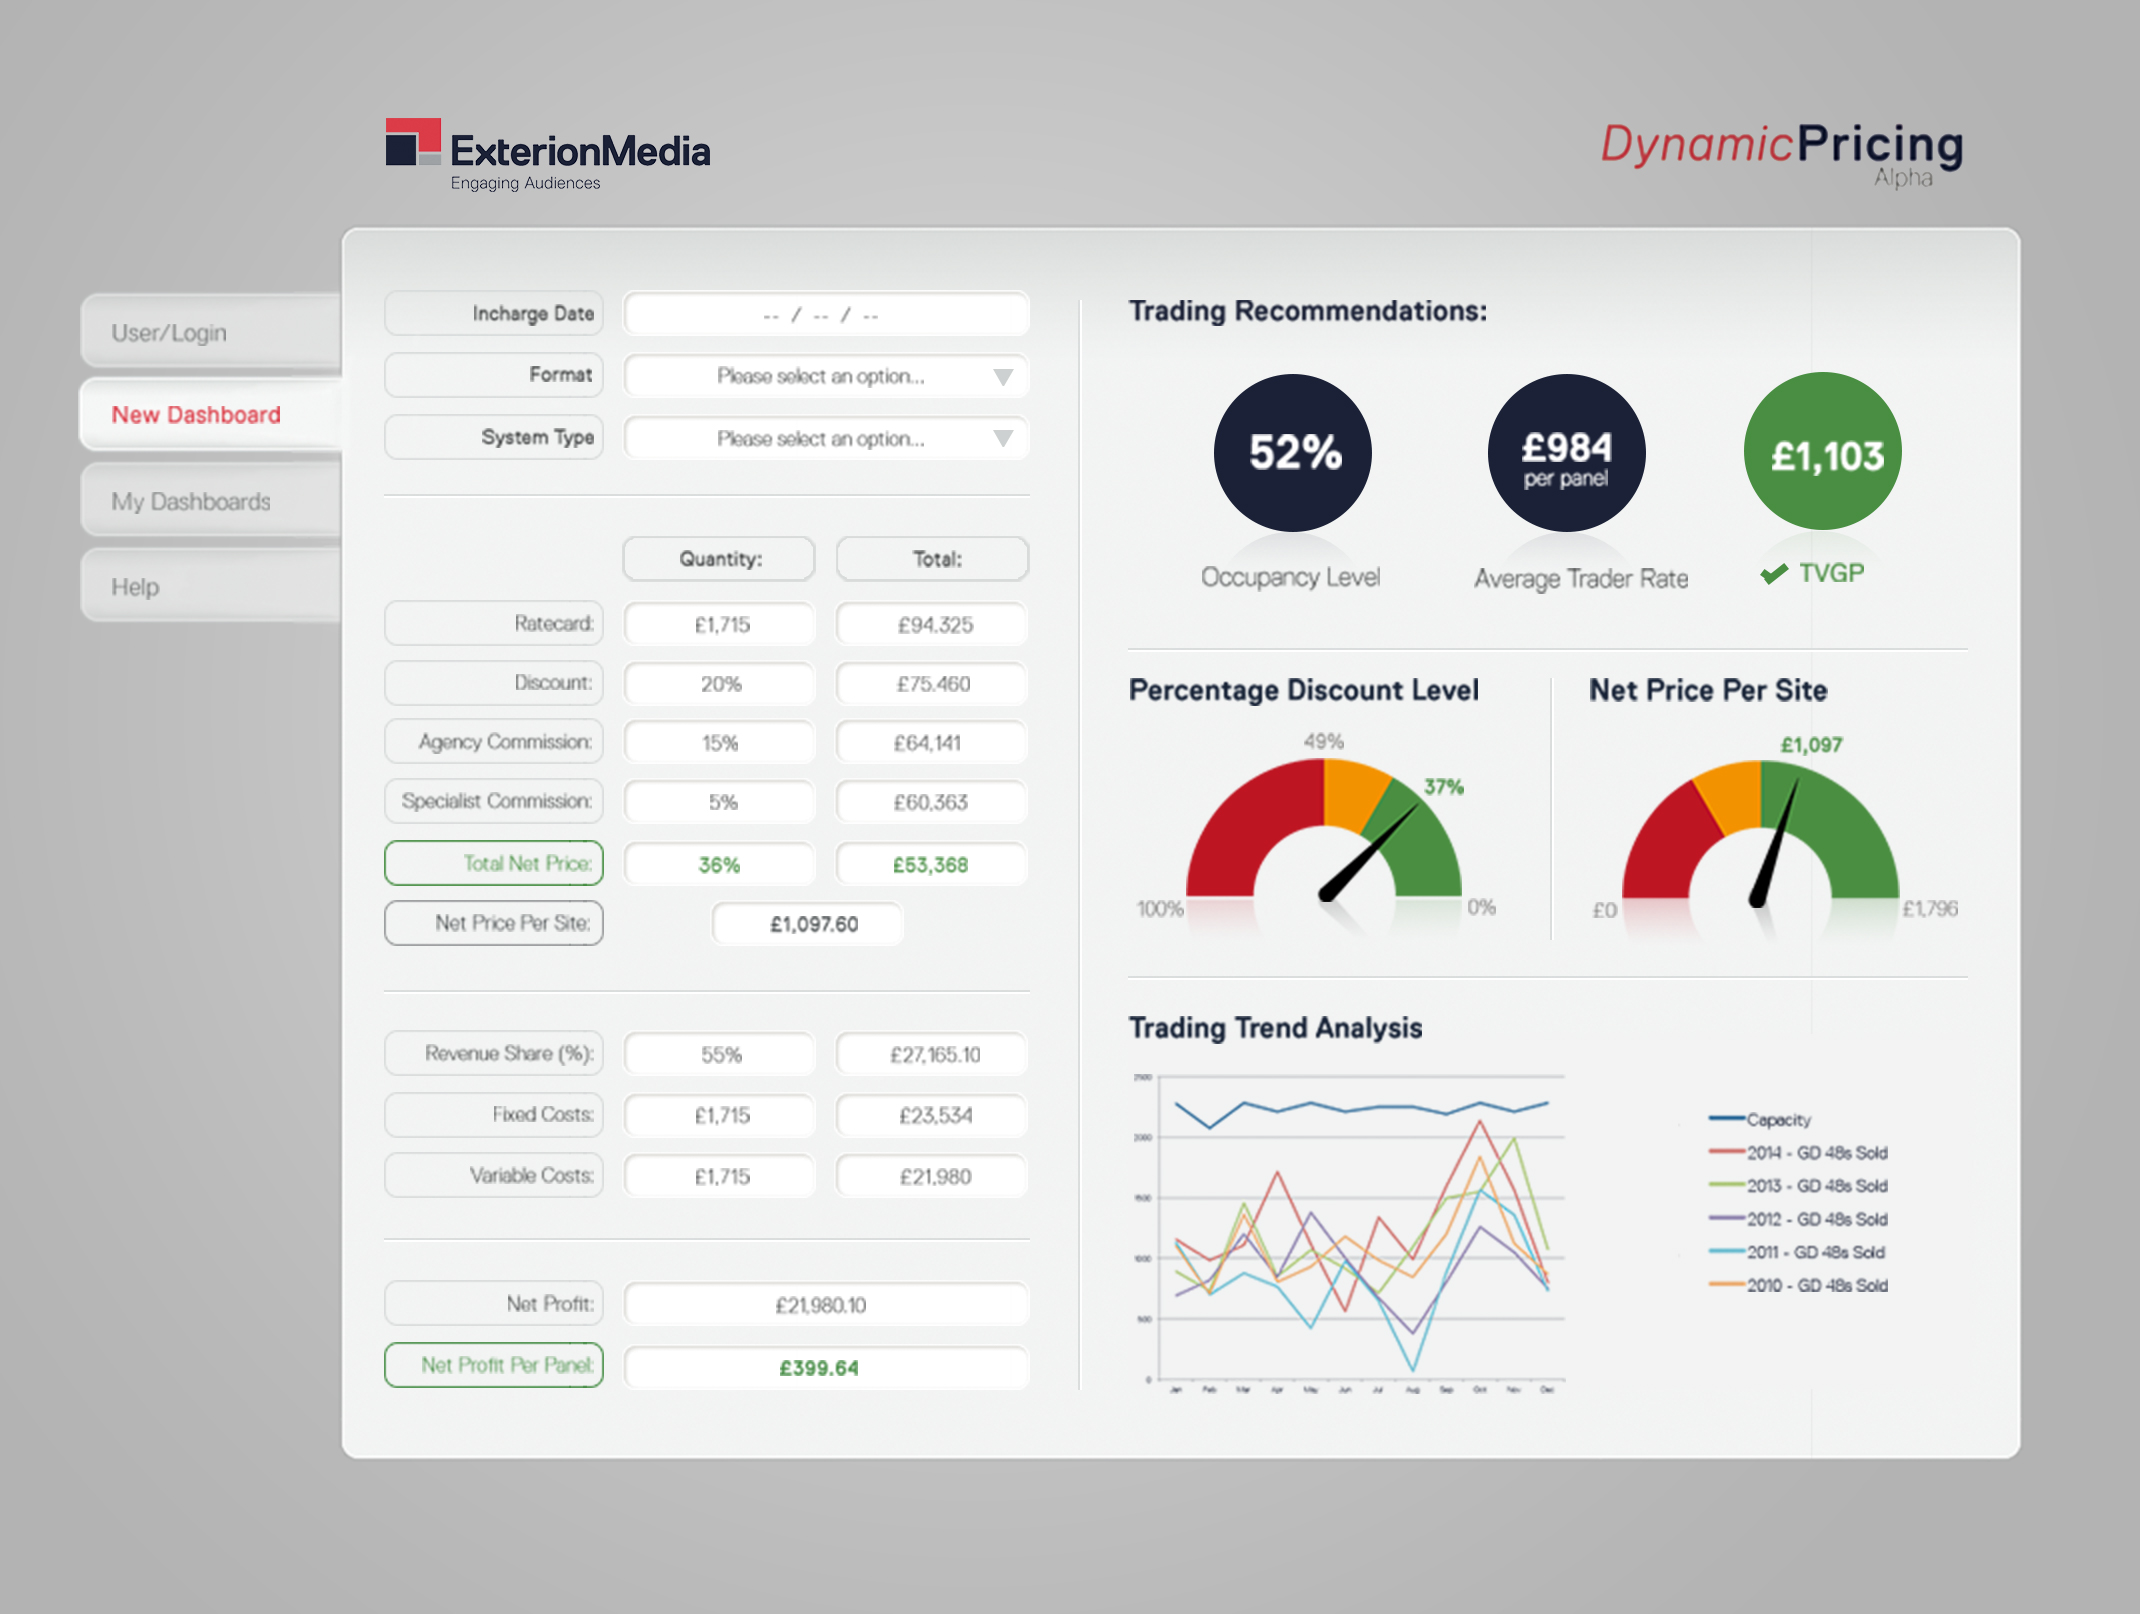 ExterionMedia
Engaging Audiences
DynamicPricing
Alpha
User/Login
New Dashboard
My Dashboards
Help
Incharge Date
-- / -- / --
Format
Please select an option...
System Type
Please select an option...
Quantity:
Total:
Ratecard:
£1,715
£94.325
Discount:
20%
£75.460
Agency Commission:
15%
£64,141
Specialist Commission:
5%
£60,363
Total Net Price:
36%
£53,368
Net Price Per Site:
£1,097.60
Revenue Share (%):
55%
£27,165.10
Fixed Costs:
£1,715
£23,534
Variable Costs:
£1,715
£21,980
Net Profit:
£21,980.10
Net Profit Per Panel:
£399.64
Trading Recommendations:
52%
Occupancy Level
£984
per panel
Average Trader Rate
£1,103
TVGP
Percentage Discount Level
49%
37%
100%
0%
Net Price Per Site
£1,097
£0
£1,796
Trading Trend Analysis
2500
2000
1500
1000
500
0
Jan Feb Mar Apr May Jun Jul Aug Sep Oct Nov Dec
Capacity
2014 - GD 48s Sold
2013 - GD 48s Sold
2012 - GD 48s Sold
2011 - GD 48s Sold
2010 - GD 48s Sold